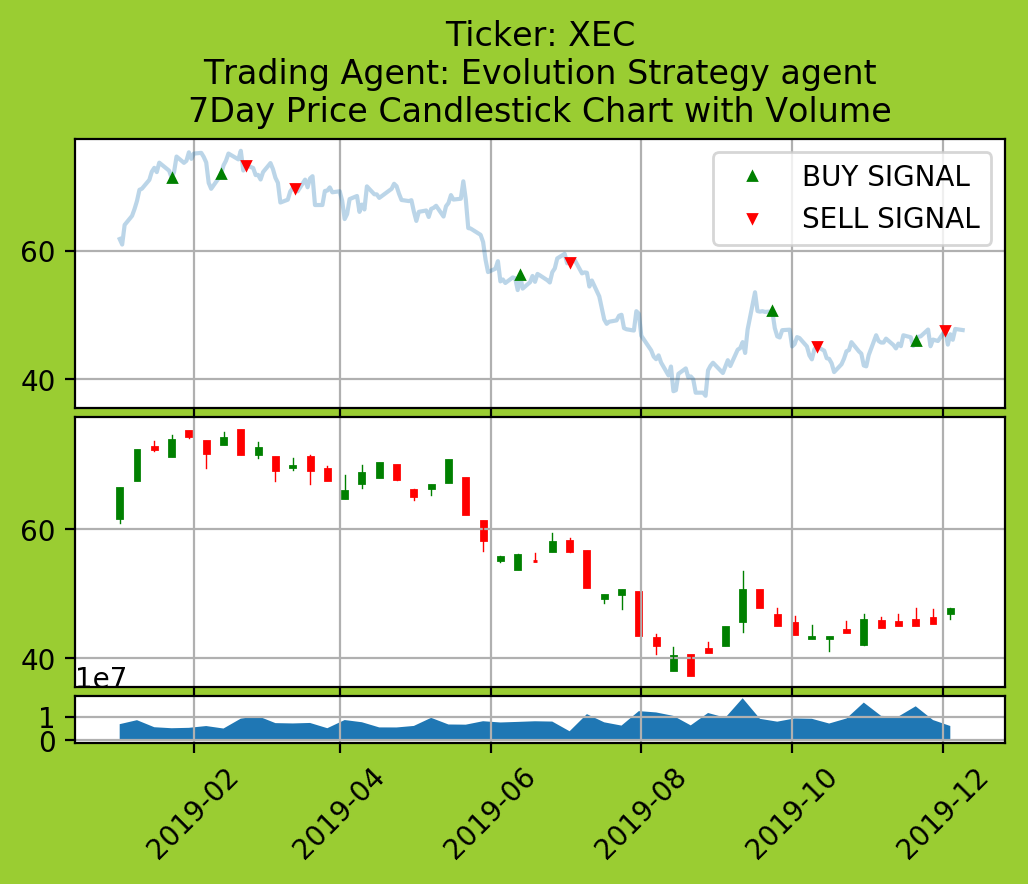 Ticker: XEC
Trading Agent: Evolution Strategy agent
7Day Price Candlestick Chart with Volume
BUY SIGNAL
SELL SIGNAL
60
40
60
40
1e7
1
0
2019-02
2019-04
2019-06
2019-08
2019-10
2019-12